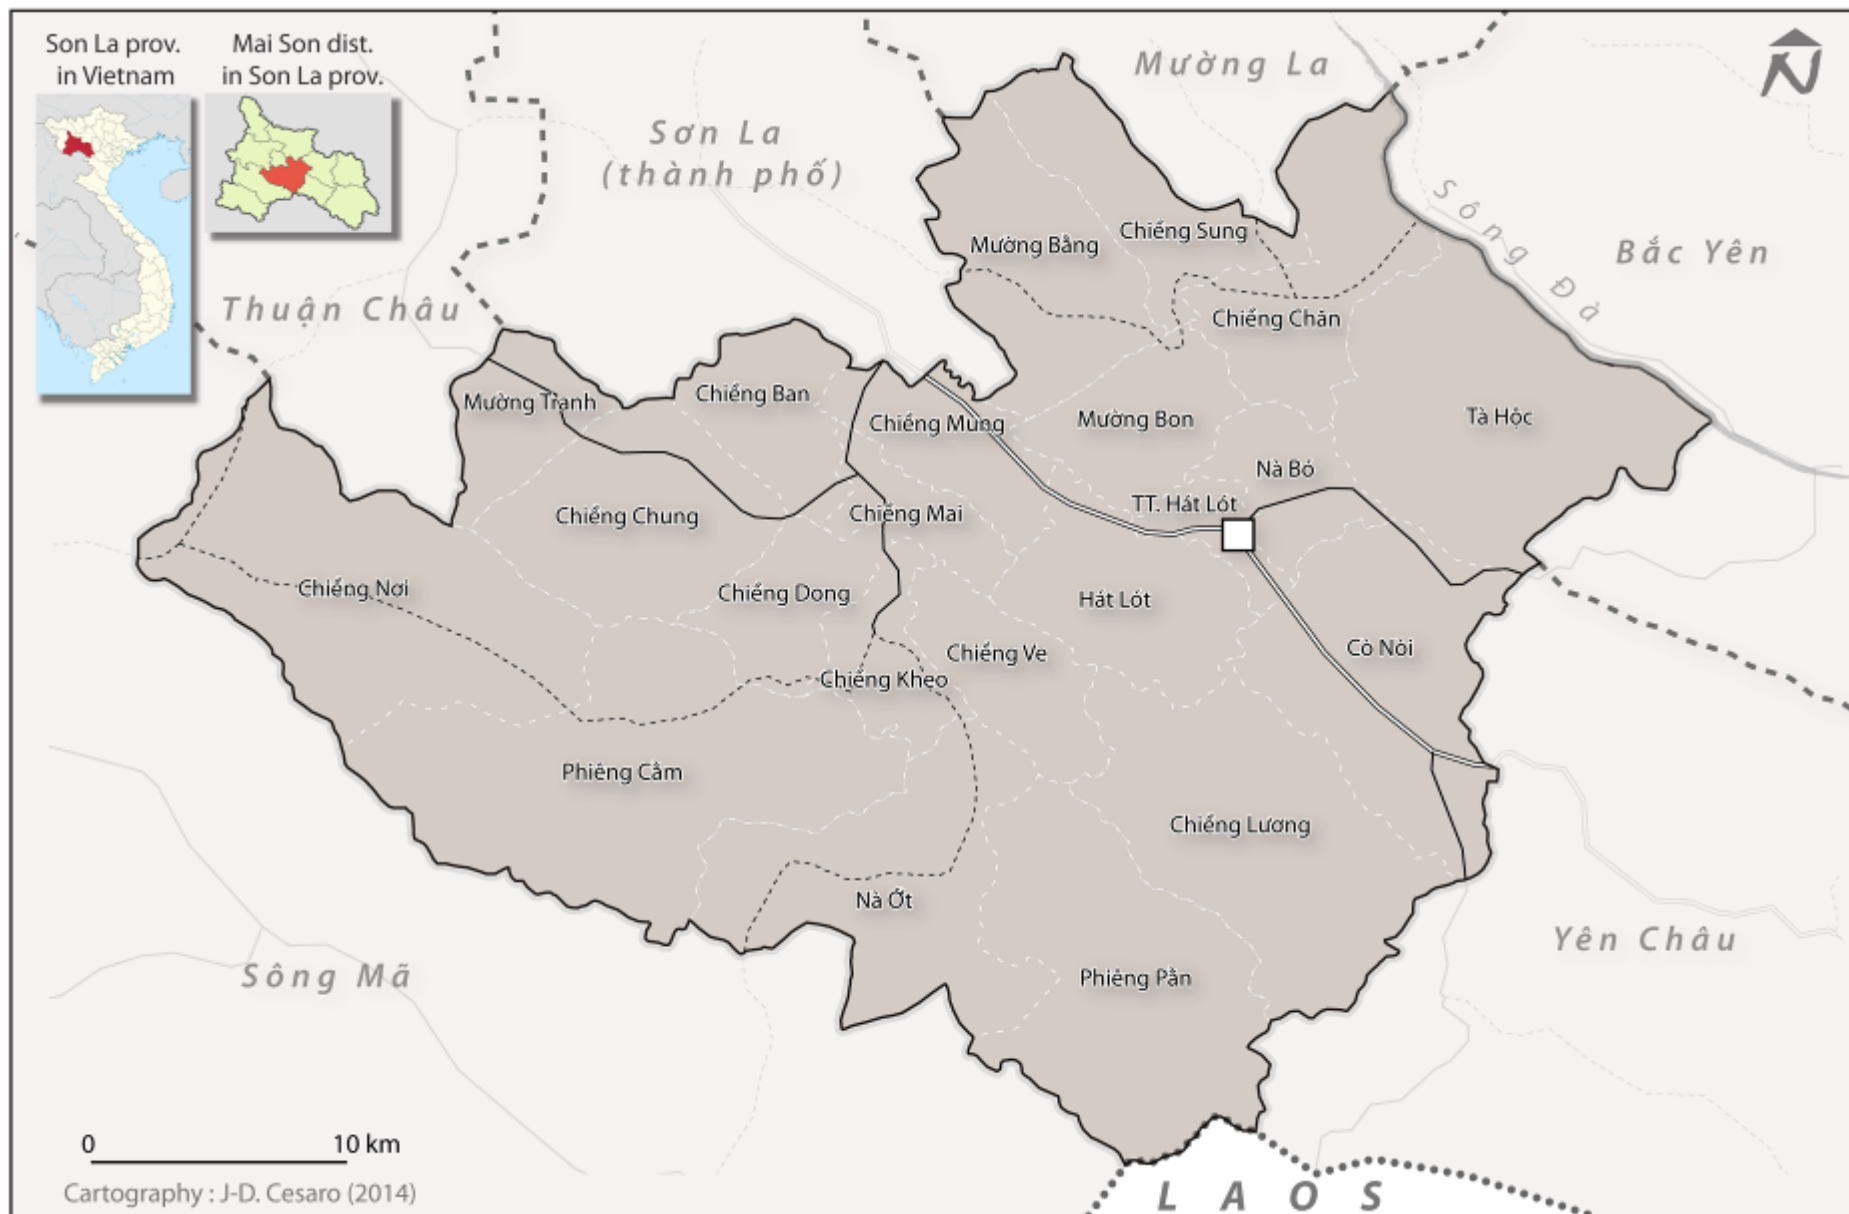 Son La prov.
in Vietnam
Mai Son dist.
in Son La prov.
Mường La
Sơn La
(thành phố)
Sông Đà
Bắc Yên
Thuận Châu
Mường Bằng
Chiềng Sung
Chiềng Chăn
Mường Tranh
Chiềng Ban
Chiềng Mung
Mường Bon
Tà Hộc
Nà Bó
TT. Hát Lót
Chiềng Chung
Chiềng Mai
Chiềng Nơi
Chiềng Dong
Hát Lót
Cò Nòi
Chiềng Ve
Chiềng Kheo
Phiêng Cằm
Chiềng Lương
Nà Ớt
Yên Châu
Sông Mã
Phiêng Pằn
0 10 km
Cartography : J-D. Cesaro (2014)
LAOS